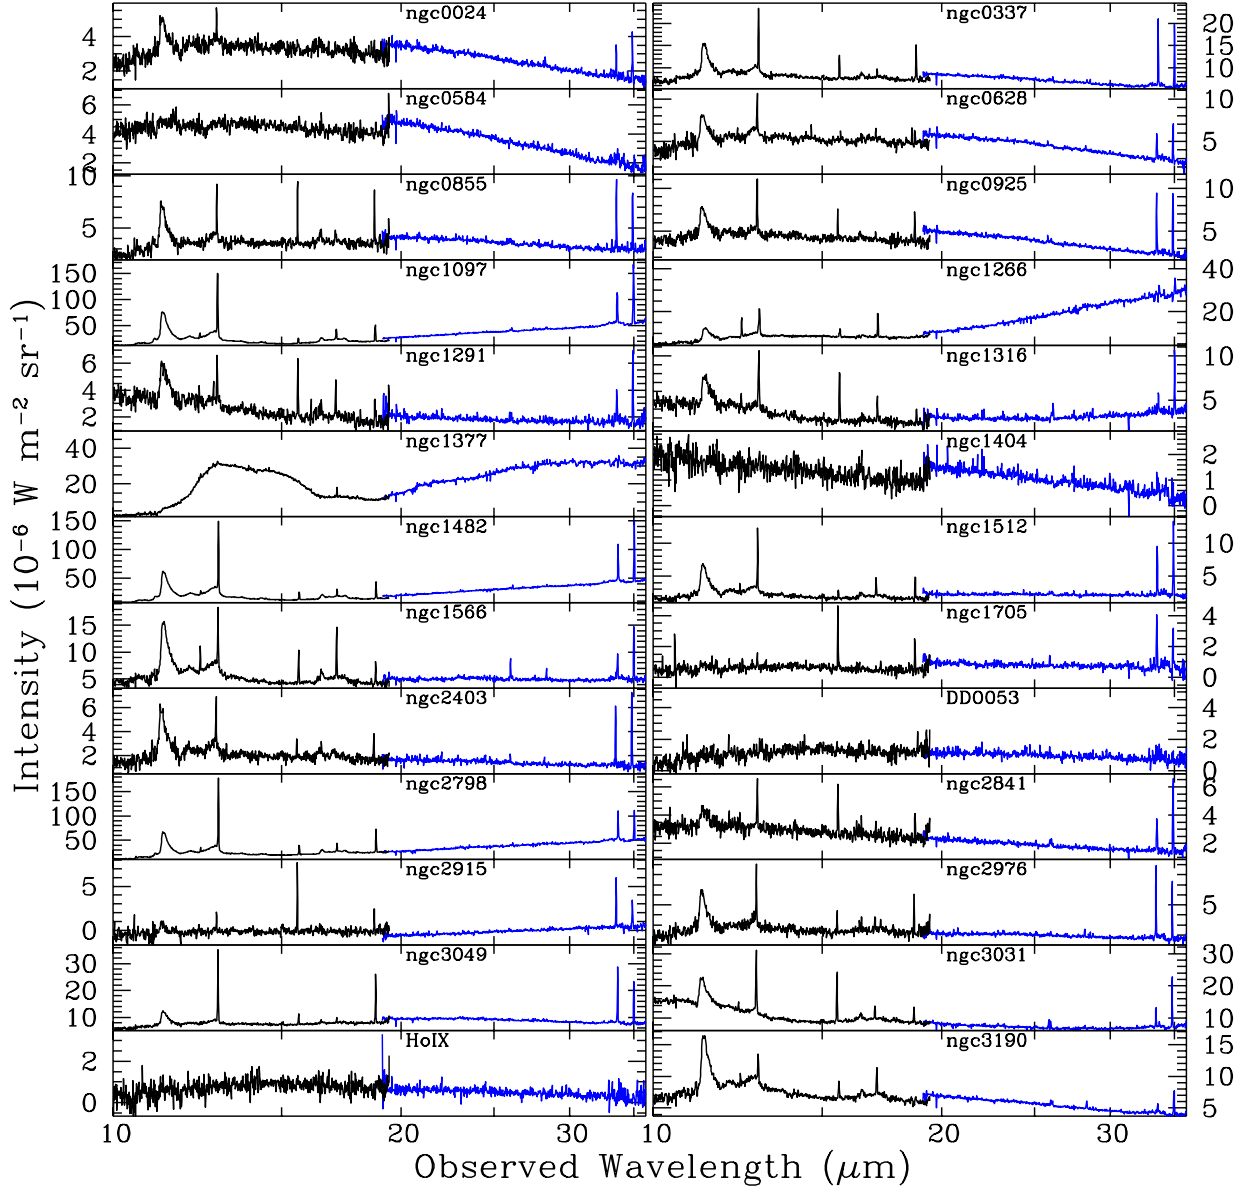 ngc0024 ngc0337
4 2 20 15 10
ngc0584 ngc0628
6 4 2 10 5
ngc0855 ngc0925
10 5 10 5
ngc1097 ngc1266
150 100 50 40 20
ngc1291 ngc1316
6 4 2 10 5
ngc1377 ngc1404
40 20 2 1 0
ngc1482 ngc1512
150 100 50 10 5
ngc1566 ngc1705
15 10 5 4 2 0
ngc2403 DDO053
6 4 2 4 2 0
ngc2798 ngc2841
150 100 50 6 4 2
ngc2915 ngc2976
5 0 5
ngc3049 ngc3031
30 20 10 30 20 10
HoIX ngc3190
2 0 15 10 5
10 20 30 10 20 30
Observed Wavelength (μm)
Intensity (10⁻⁶ W m⁻² sr⁻¹)